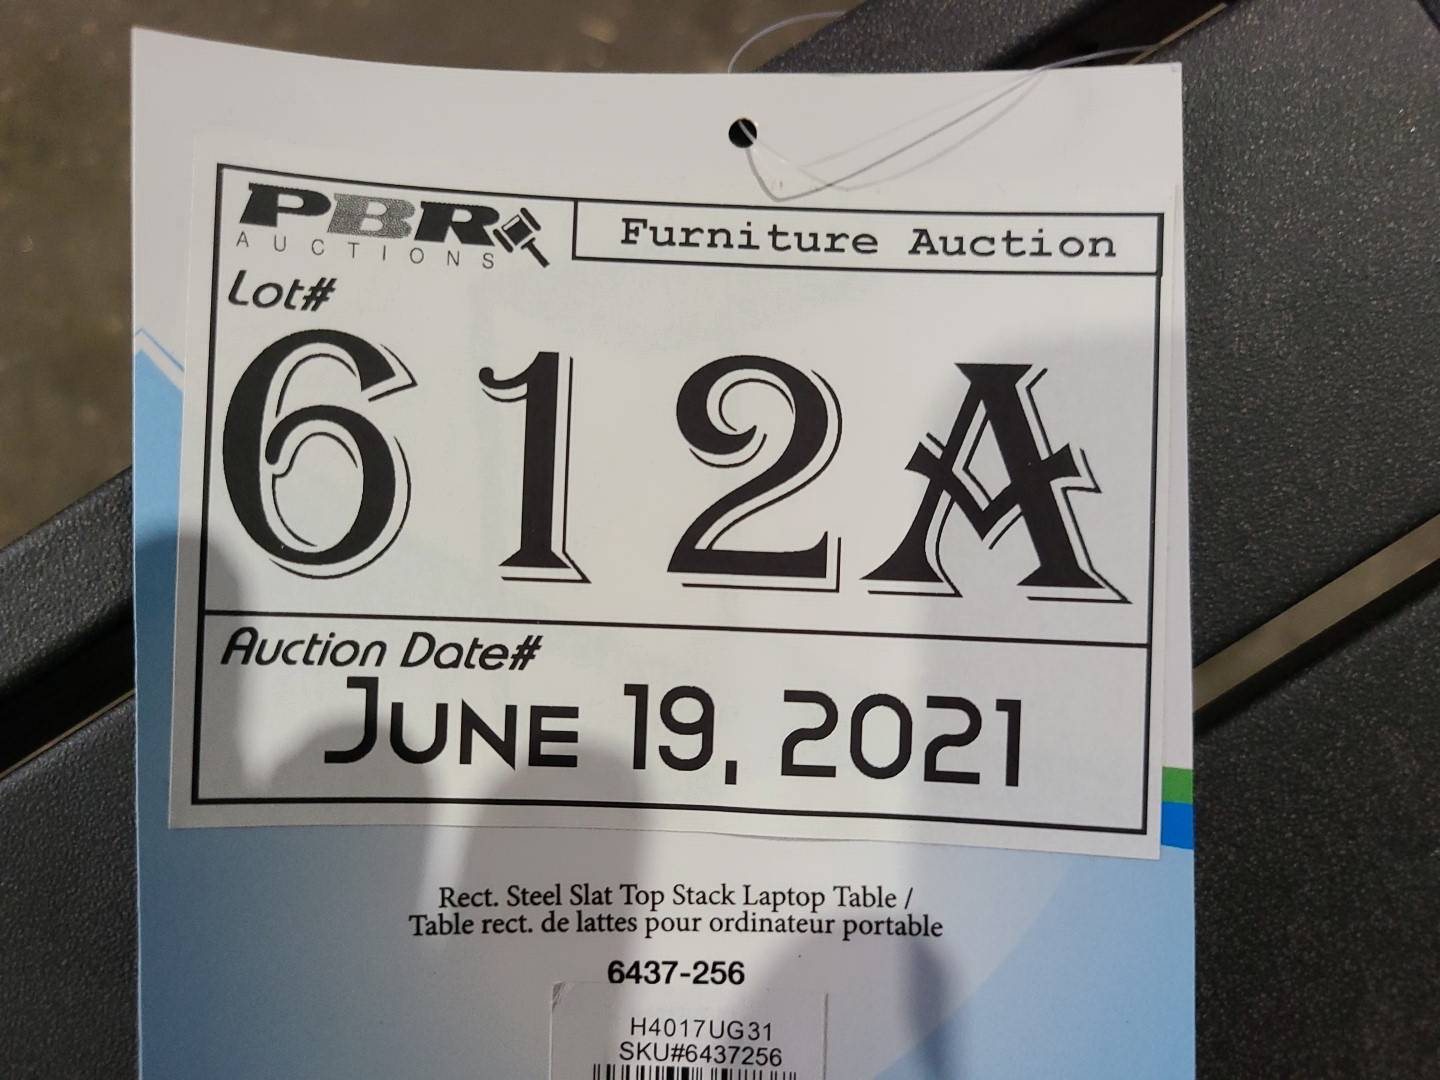 PBR
AUCTIONS
Furniture Auction
Lot#
612A
Auction Date#
June 19, 2021
Rect. Steel Slat Top Stack Laptop Table /
Table rect. de lattes pour ordinateur portable
6437-256
H4017UG31
SKU#6437256